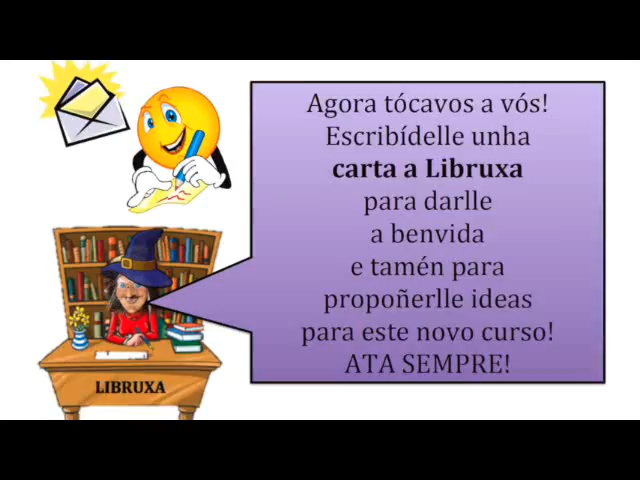 Agora tócavos a vós!
Escribídelle unha
carta a Libruxa
para darlle
a benvida
e tamén para
propoñerlle ideas
para este novo curso!
ATA SEMPRE!
LIBRUXA